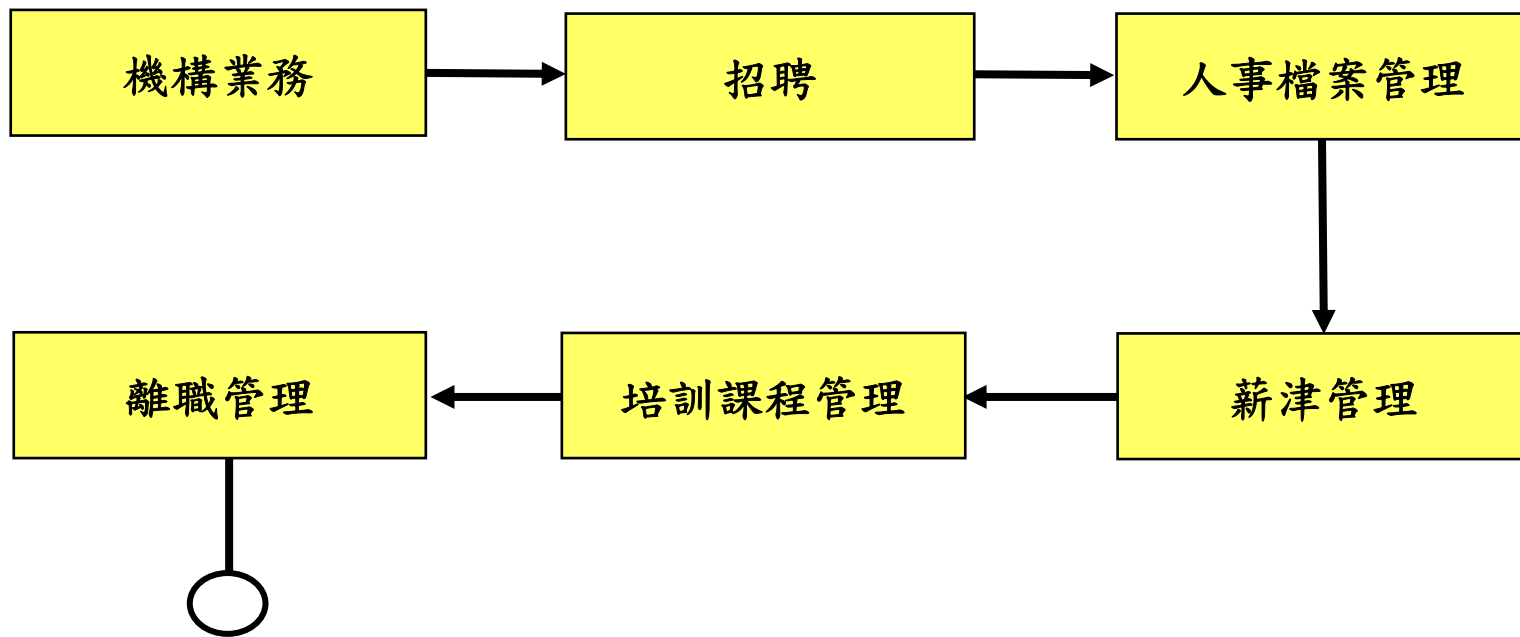 機構業務
招聘
人事檔案管理
薪津管理
培訓課程管理
離職管理